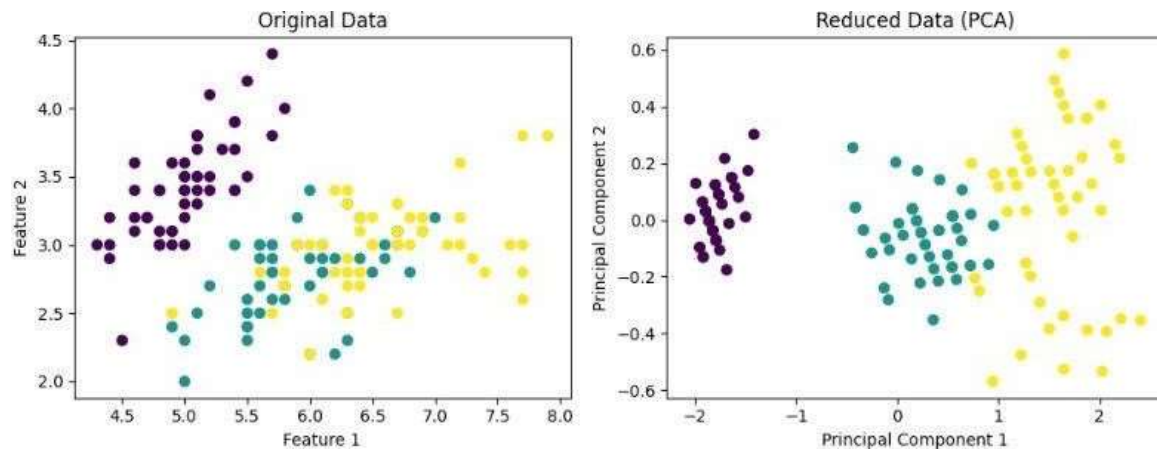 Original Data
Feature 2
4.5
4.0
3.5
3.0
2.5
2.0
4.5 5.0 5.5 6.0 6.5 7.0 7.5 8.0
Feature 1
Reduced Data (PCA)
Principal Component 2
0.6
0.4
0.2
0.0
−0.2
−0.4
−0.6
−2 −1 0 1 2
Principal Component 1